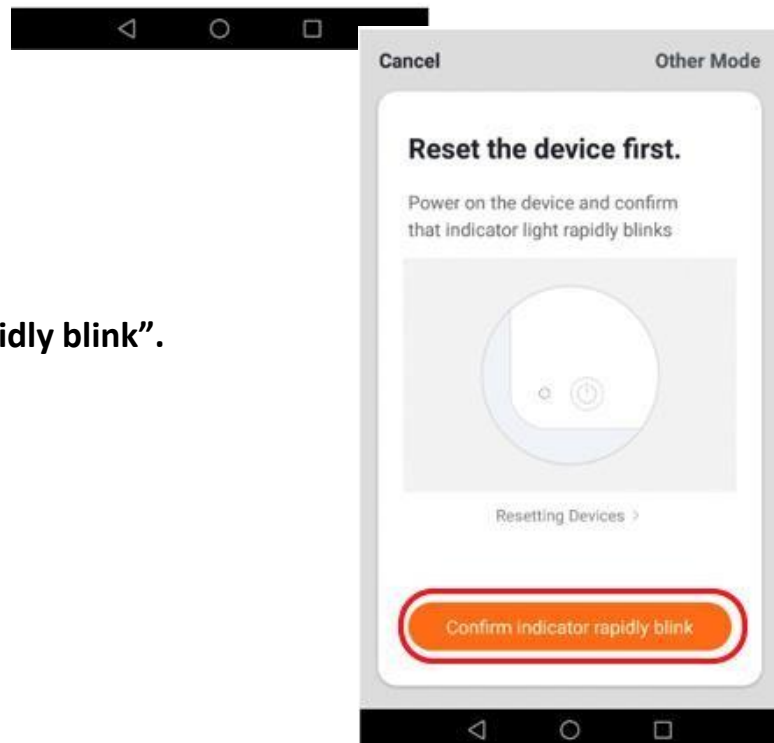 Cancel Other Mode
Reset the device first.
Power on the device and confirm
that indicator light rapidly blinks
idly blink”.
Resetting Devices >
Confirm indicator rapidly blink